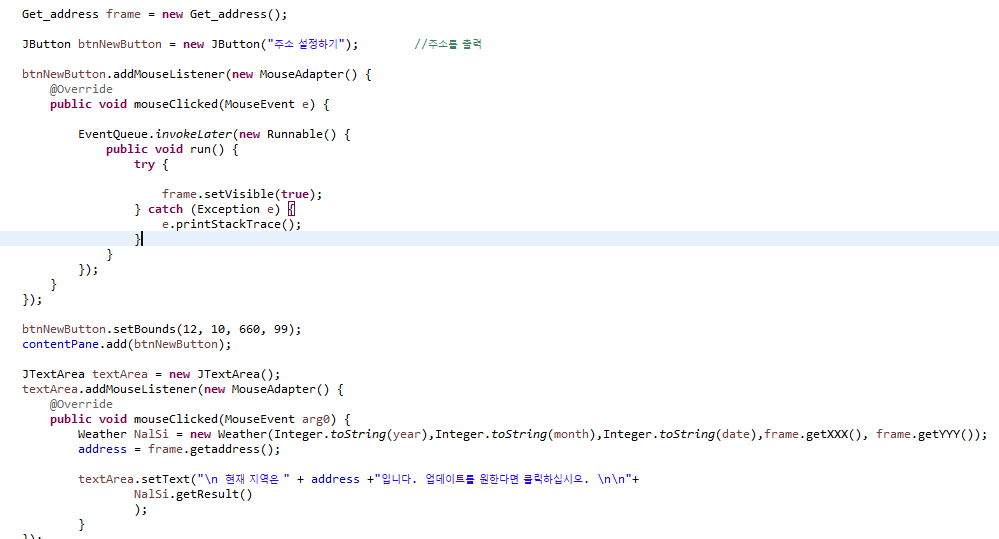 Get_address frame = new Get_address();
JButton btnNewButton = new JButton("주소 설정하기"); //주소를 출력
btnNewButton.addMouseListener(new MouseAdapter() {
@Override
public void mouseClicked(MouseEvent e) {
EventQueue.invokeLater(new Runnable() {
public void run() {
try {
frame.setVisible(true);
} catch (Exception e) {
e.printStackTrace();
}
}
});
}
});
btnNewButton.setBounds(12, 10, 660, 99);
contentPane.add(btnNewButton);
JTextArea textArea = new JTextArea();
textArea.addMouseListener(new MouseAdapter() {
@Override
public void mouseClicked(MouseEvent arg0) {
Weather NalSi = new Weather(Integer.toString(year),Integer.toString(month),Integer.toString(date),frame.getXXX(), frame.getYYY());
address = frame.getaddress();
textArea.setText("\n 현재 지역은 " + address +"입니다. 업데이트를 원한다면 클릭하십시오. \n\n"+
NalSi.getResult()
);
}
});